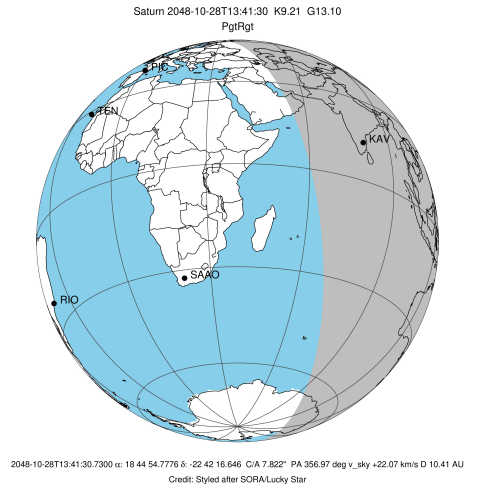 Saturn 2048-10-28T13:41:30 K9.21 G13.10
PgtRgt
PIC
TEN
KAV
SAAO
RIO
2048-10-28T13:41:30.7300 α: 18 44 54.7776 δ: -22 42 16.646 C/A 7.822" PA 356.97 deg v_sky +22.07 km/s D 10.41 AU
Credit: Styled after SORA/Lucky Star